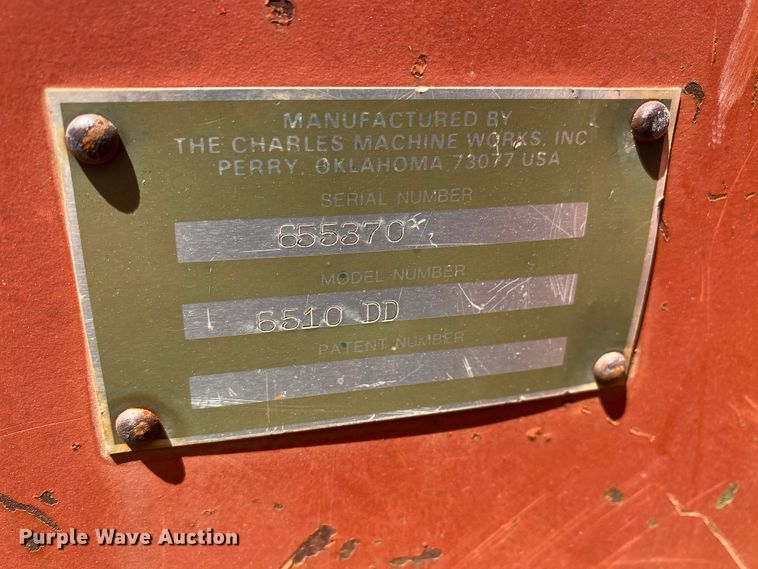 MANUFACTURED BY
THE CHARLES MACHINE WORKS, INC
PERRY, OKLAHOMA 73077 USA
SERIAL NUMBER
655370*
MODEL NUMBER
6510 DD
PATENT NUMBER
Purple Wave Auction